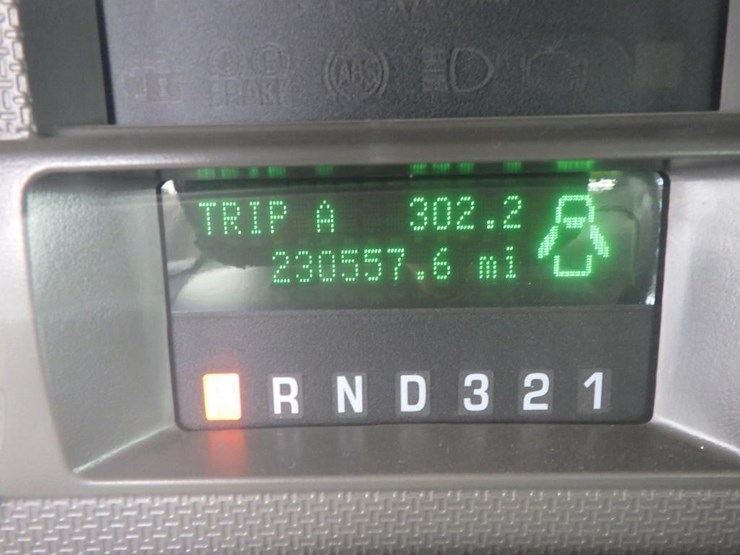 BRAKE
(ABS)
TRIP A 302.2
230557.6 mi
R N D 3 2 1